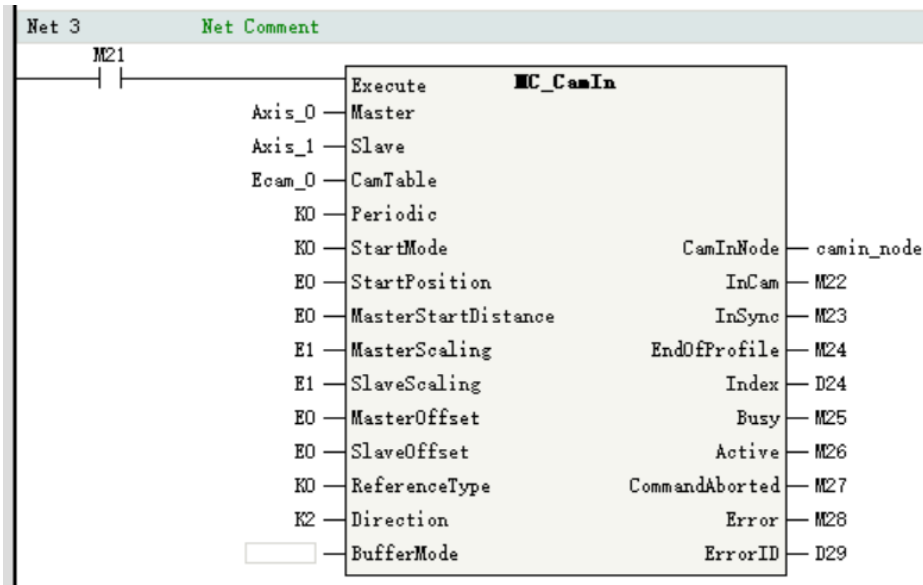 Net 3 Net Comment
M21
Execute MC_CamIn
Axis_0 Master
Axis_1 Slave
Ecam_0 CamTable
K0 Periodic
K0 StartMode CamInNode camin_node
E0 StartPosition InCam M22
E0 MasterStartDistance InSync M23
E1 MasterScaling EndOfProfile M24
E1 SlaveScaling Index D24
E0 MasterOffset Busy M25
E0 SlaveOffset Active M26
K0 ReferenceType CommandAborted M27
K2 Direction Error M28
BufferMode ErrorID D29